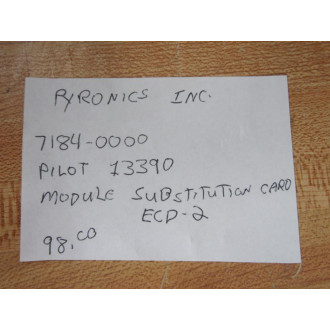 PYRONICS INC.
7184-0000
PILOT 13390
MODULE SUBSTITUTION CARD
ECD-2
98.00